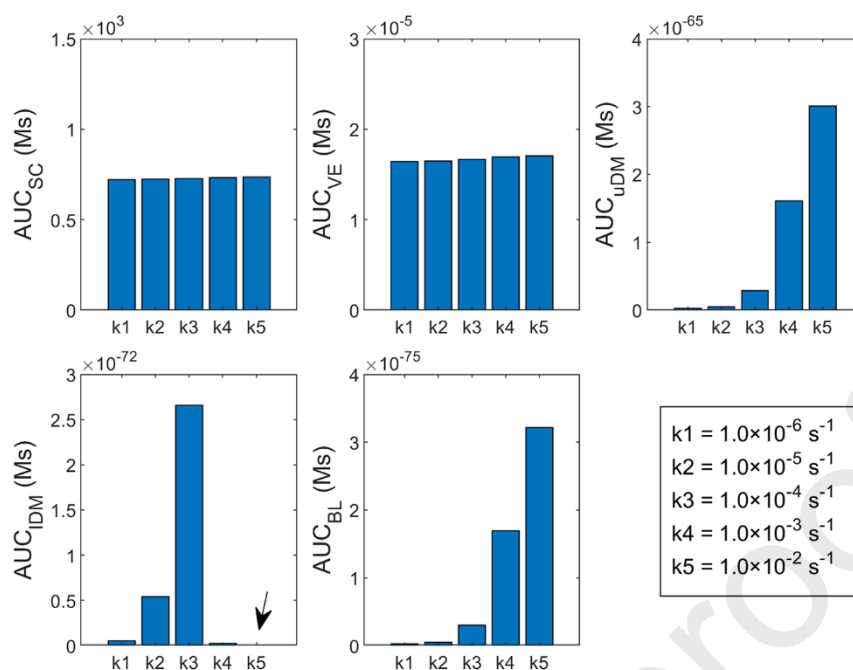 ×10³
1.5
1
0.5
0
AUC_SC (Ms)
k1 k2 k3 k4 k5
×10⁻⁵
3
2
1
0
AUC_VE (Ms)
k1 k2 k3 k4 k5
×10⁻⁶⁵
4
3
2
1
0
AUC_uDM (Ms)
k1 k2 k3 k4 k5
×10⁻⁷²
3
2.5
2
1.5
1
0.5
0
AUC_lDM (Ms)
k1 k2 k3 k4 k5
×10⁻⁷⁵
4
3
2
1
0
AUC_BL (Ms)
k1 k2 k3 k4 k5
k1 = 1.0×10⁻⁶ s⁻¹
k2 = 1.0×10⁻⁵ s⁻¹
k3 = 1.0×10⁻⁴ s⁻¹
k4 = 1.0×10⁻³ s⁻¹
k5 = 1.0×10⁻² s⁻¹